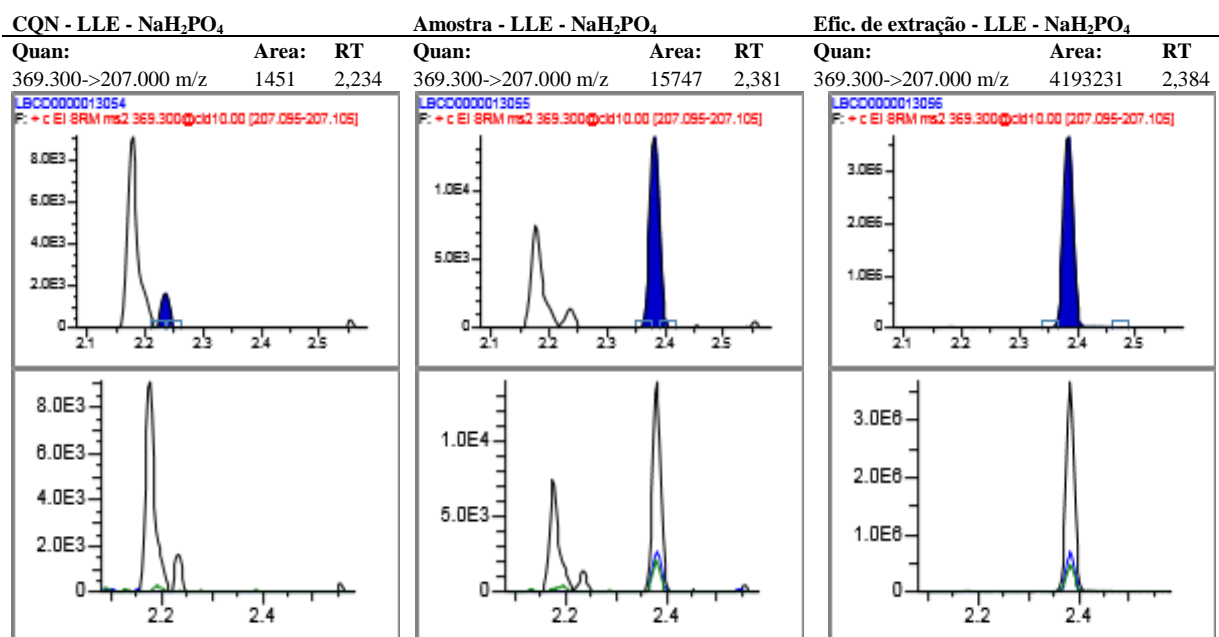 CQN - LLE - NaH₂PO₄
Quan: Area: RT
369.300->207.000 m/z 1451 2,234
LBCD0000013054
F: + c EI SRM ms2 369.300@cid10.00 [207.095-207.105]
8.0E3
6.0E3
4.0E3
2.0E3
0
2.1 2.2 2.3 2.4 2.5
8.0E3
6.0E3
4.0E3
2.0E3
0
2.2 2.4
Amostra - LLE - NaH₂PO₄
Quan: Area: RT
369.300->207.000 m/z 15747 2,381
LBCD0000013055
F: + c EI SRM ms2 369.300@cid10.00 [207.095-207.105]
1.0E4
5.0E3
0
2.1 2.2 2.3 2.4 2.5
1.0E4
5.0E3
0
2.2 2.4
Efic. de extração - LLE - NaH₂PO₄
Quan: Area: RT
369.300->207.000 m/z 4193231 2,384
LBCD0000013056
F: + c EI SRM ms2 369.300@cid10.00 [207.095-207.105]
3.0E6
2.0E6
1.0E6
0
2.1 2.2 2.3 2.4 2.5
3.0E6
2.0E6
1.0E6
0
2.2 2.4